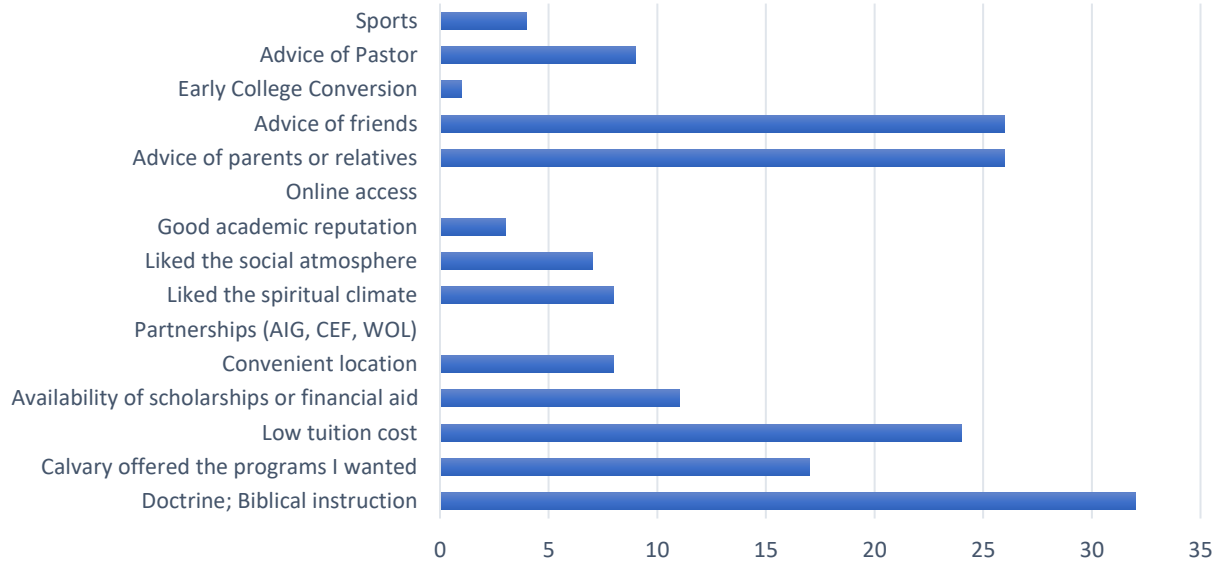 Sports
Advice of Pastor
Early College Conversion
Advice of friends
Advice of parents or relatives
Online access
Good academic reputation
Liked the social atmosphere
Liked the spiritual climate
Partnerships (AIG, CEF, WOL)
Convenient location
Availability of scholarships or financial aid
Low tuition cost
Calvary offered the programs I wanted
Doctrine; Biblical instruction
0 5 10 15 20 25 30 35